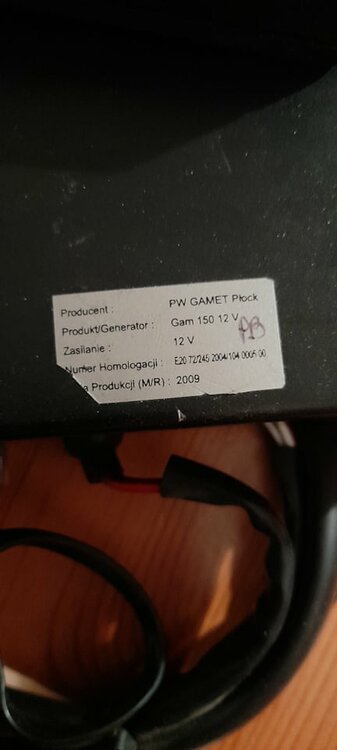 Producent : PW GAMET Płock
Produkt/Generator : Gam 150 12 V
Zasilanie : 12 V
Numer Homologacji : E20 72/245 2004/104 0005 00
a Produkcji (M/R) : 2009